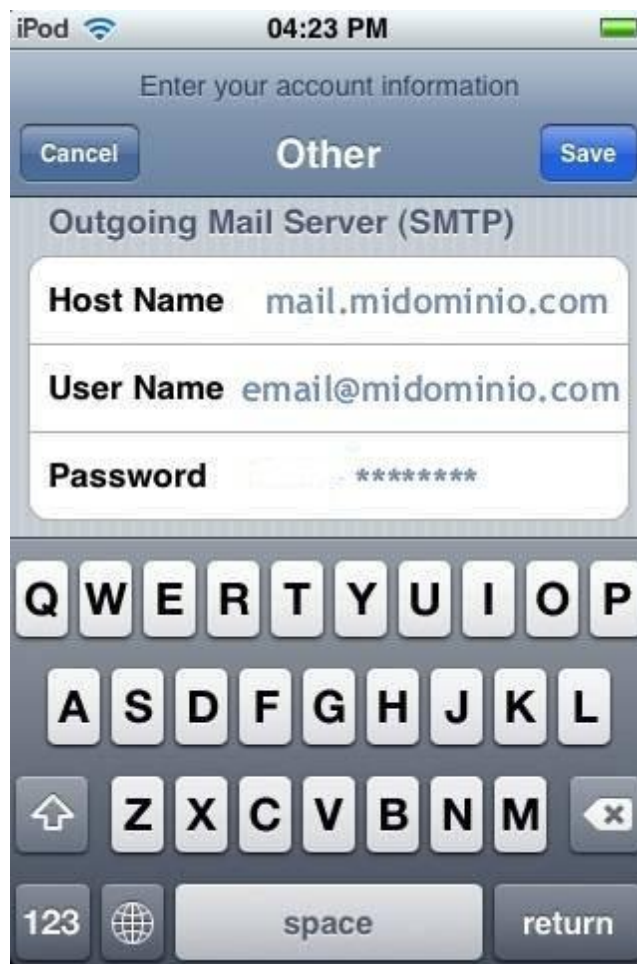 iPod 04:23 PM
Enter your account information
Cancel Other Save
Outgoing Mail Server (SMTP)
Host Name mail.midominio.com
User Name email@midominio.com
Password ********
Q W E R T Y U I O P
A S D F G H J K L
Z X C V B N M
123 space return